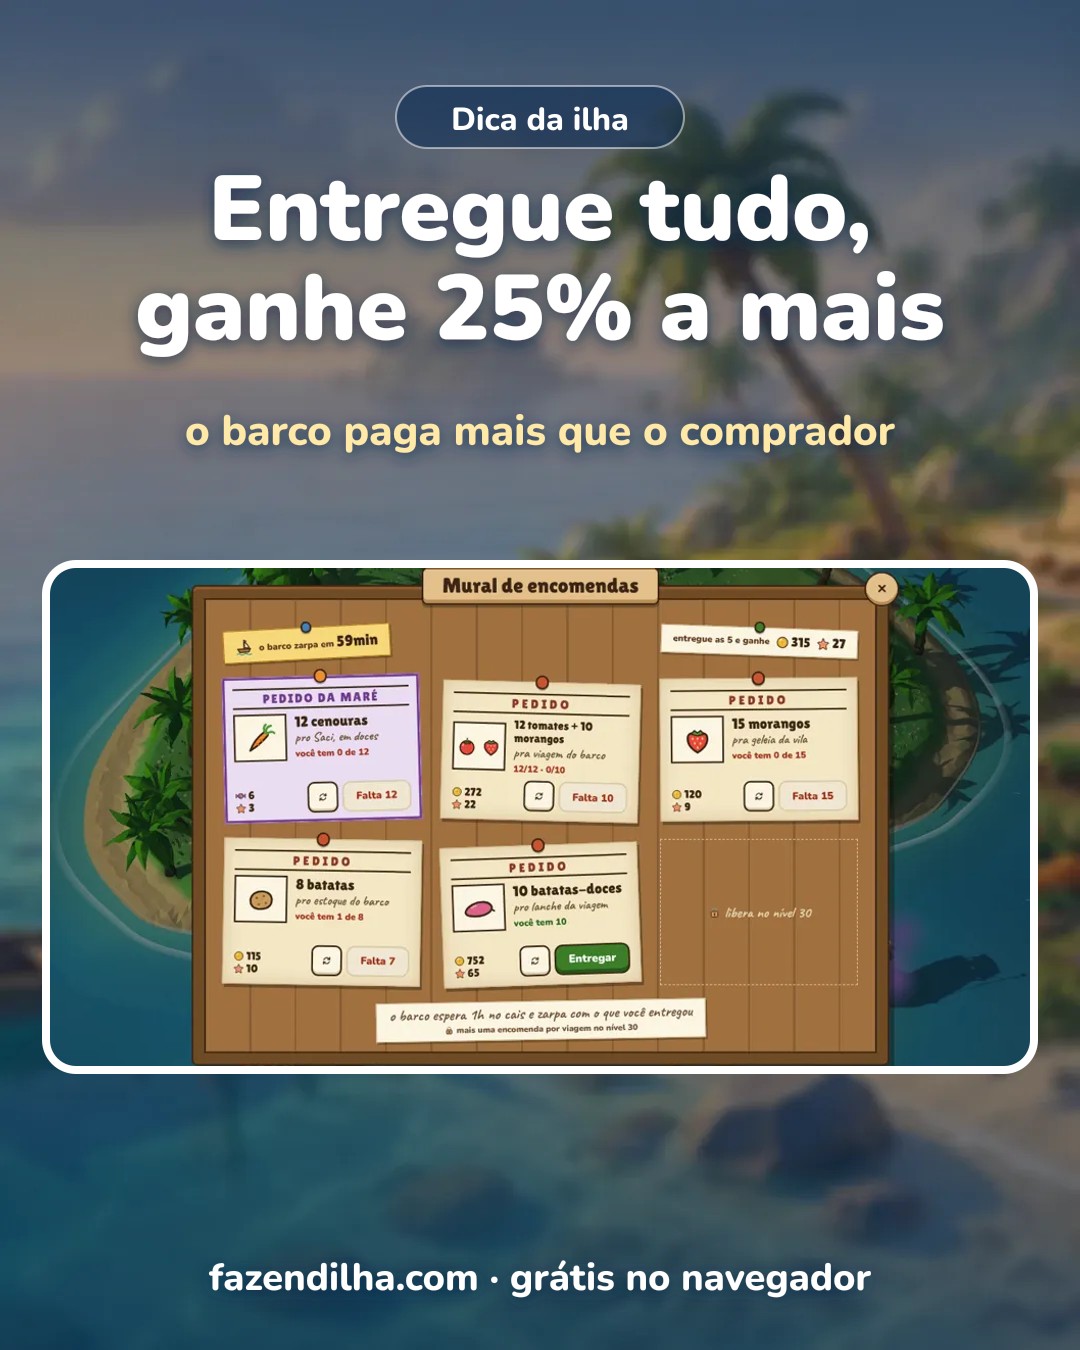 Dica da ilha
Entregue tudo,
ganhe 25% a mais
o barco paga mais que o comprador
Mural de encomendas
×
o barco zarpa em 59min
entregue as 5 e ganhe 315 27
PEDIDO DA MARÉ
12 cenouras
pro Saci, em doces
você tem 0 de 12
6
3
Falta 12
PEDIDO
12 tomates + 10
morangos
pra viagem do barco
12/12 · 0/10
272
22
Falta 10
PEDIDO
15 morangos
pra geleia da vila
você tem 0 de 15
120
9
Falta 15
PEDIDO
8 batatas
pro estoque do barco
você tem 1 de 8
115
10
Falta 7
PEDIDO
10 batatas-doces
pro lanche da viagem
você tem 10
752
65
Entregar
libera no nível 30
o barco espera 1h no cais e zarpa com o que você entregou
mais uma encomenda por viagem no nível 30
fazendilha.com · grátis no navegador